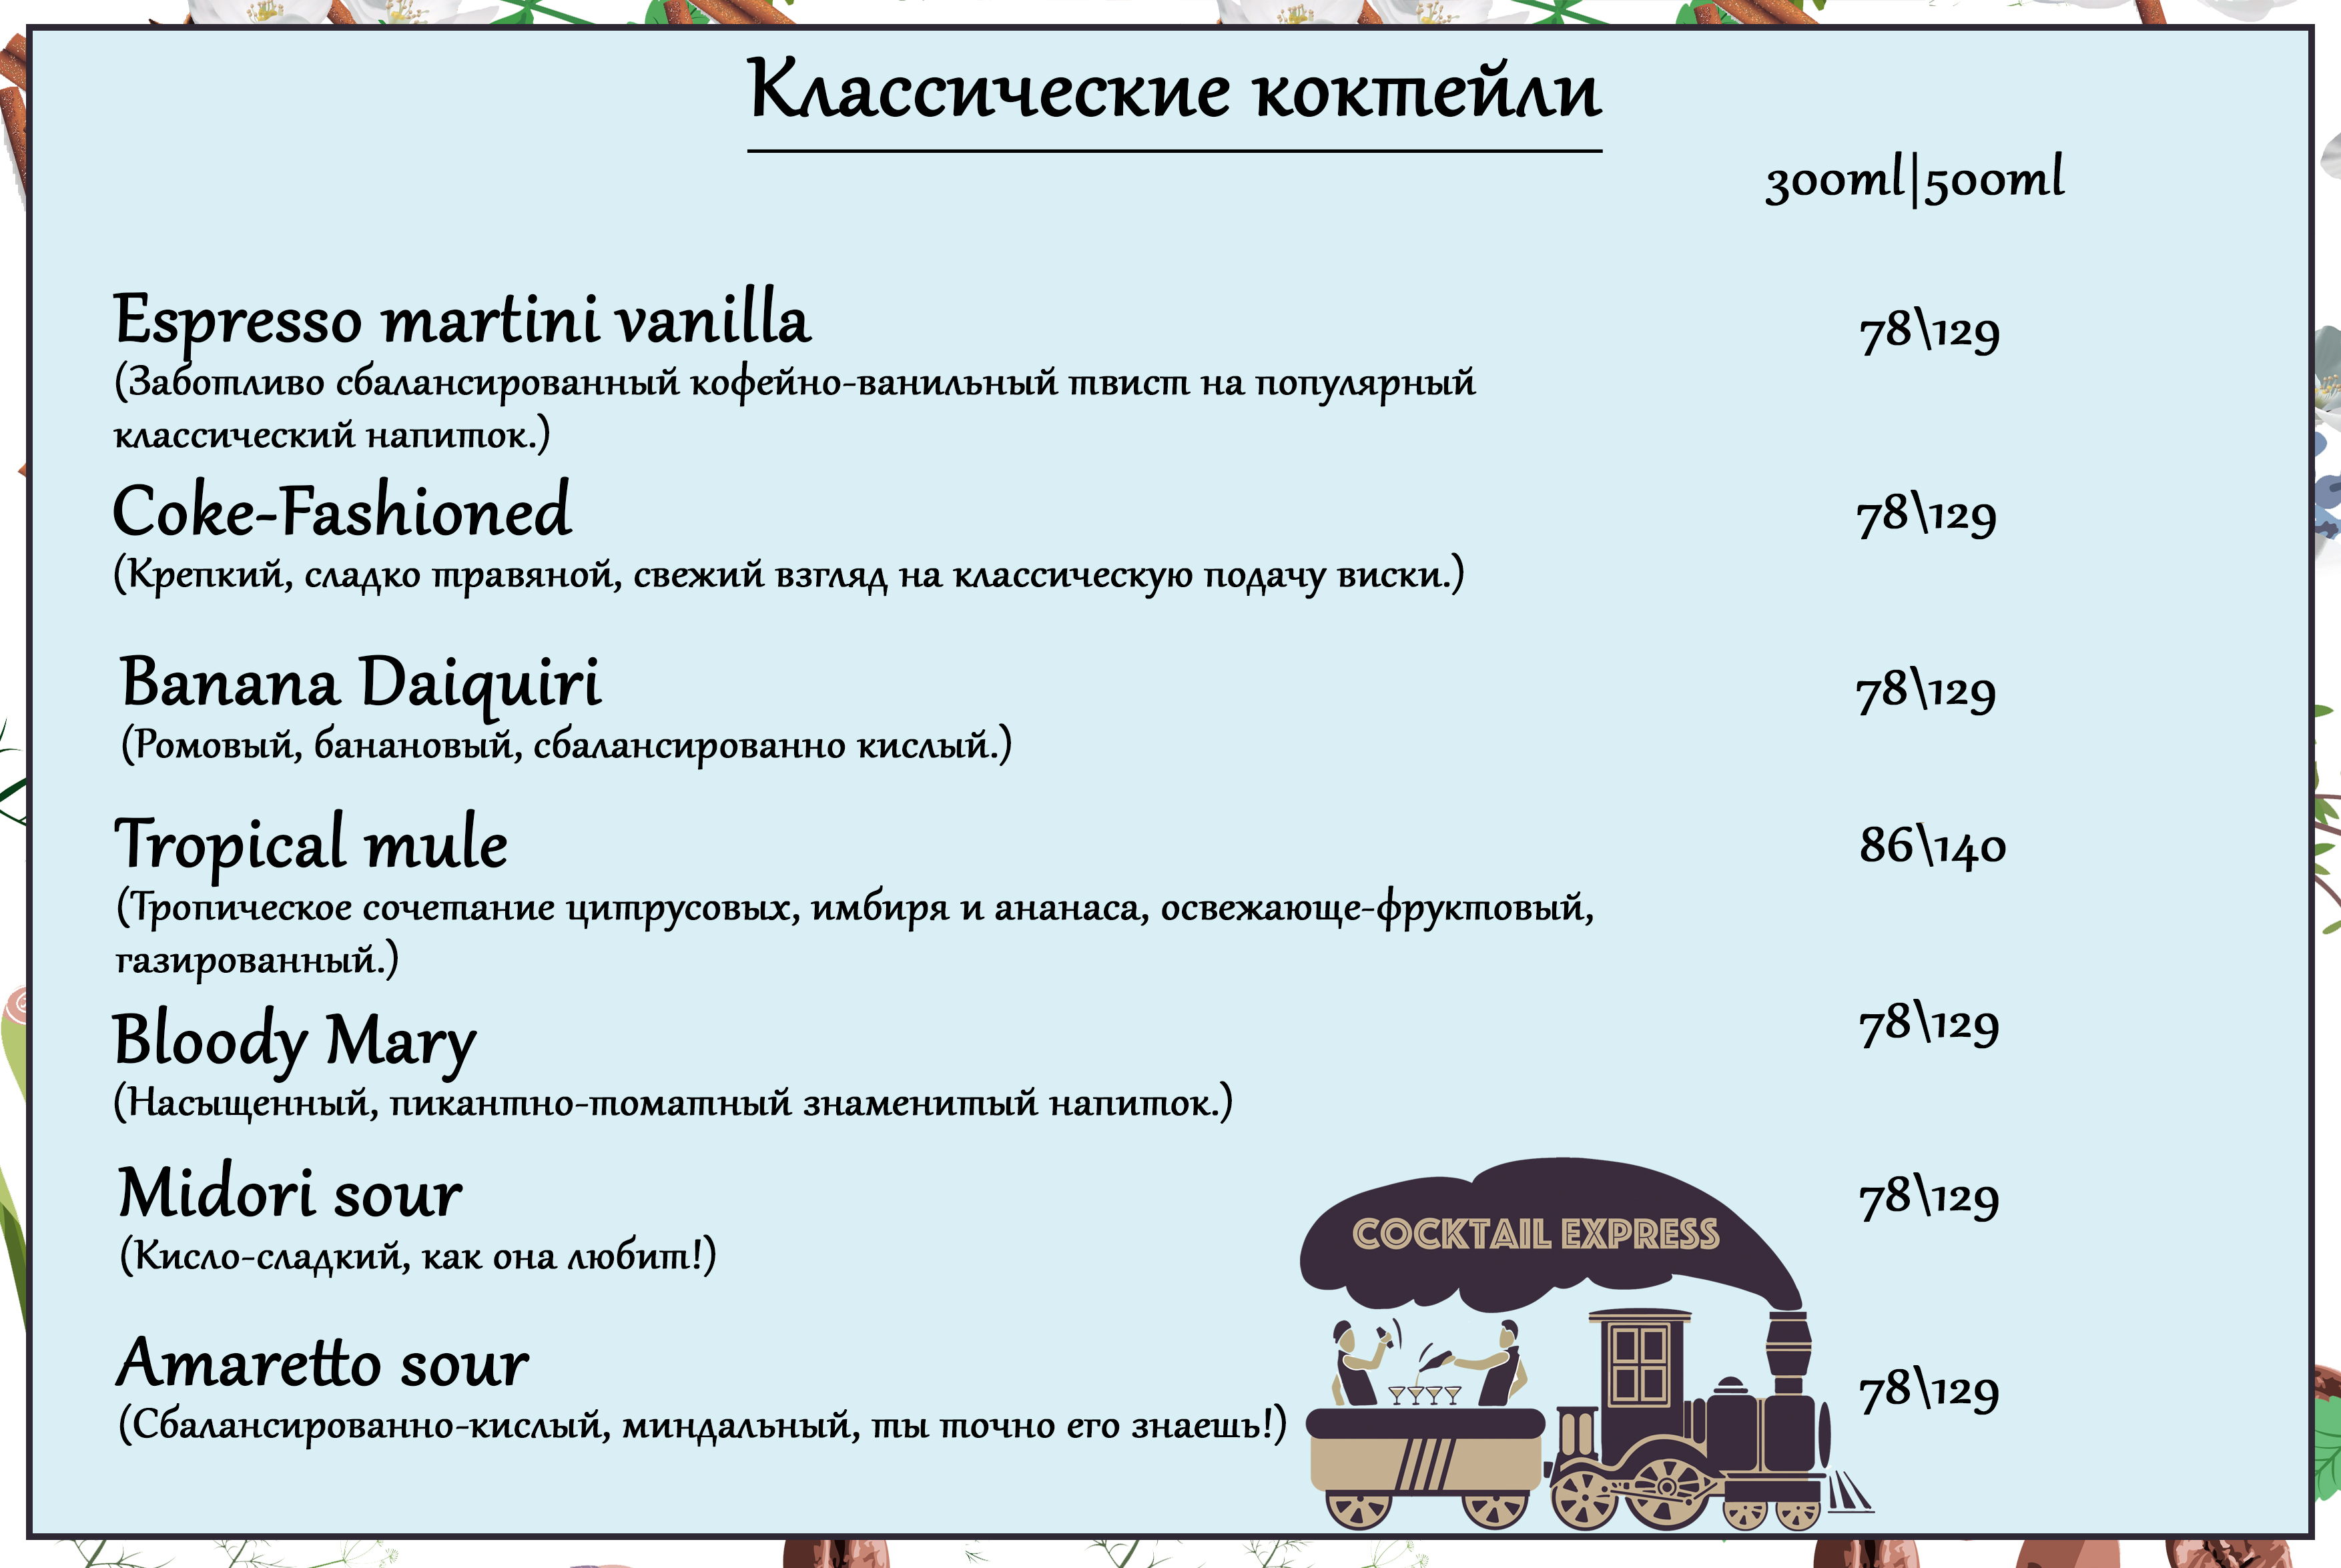 Классические коктейли
300ml|500ml
Espresso martini vanilla
78\129
(Заботливо сбалансированный кофейно-ванильный твист на популярный
классический напиток.)
Coke-Fashioned
78\129
(Крепкий, сладко травяной, свежий взгляд на классическую подачу виски.)
Banana Daiquiri
78\129
(Ромовый, банановый, сбалансированно кислый.)
Tropical mule
86\140
(Тропическое сочетание цитрусовых, имбиря и ананаса, освежающе-фруктовый,
газированный.)
Bloody Mary
78\129
(Насыщенный, пикантно-томатный знаменитый напиток.)
Midori sour
78\129
(Кисло-сладкий, как она любит!)
COCKTAIL EXPRESS
Amaretto sour
78\129
(Сбалансированно-кислый, миндальный, ты точно его знаешь!)